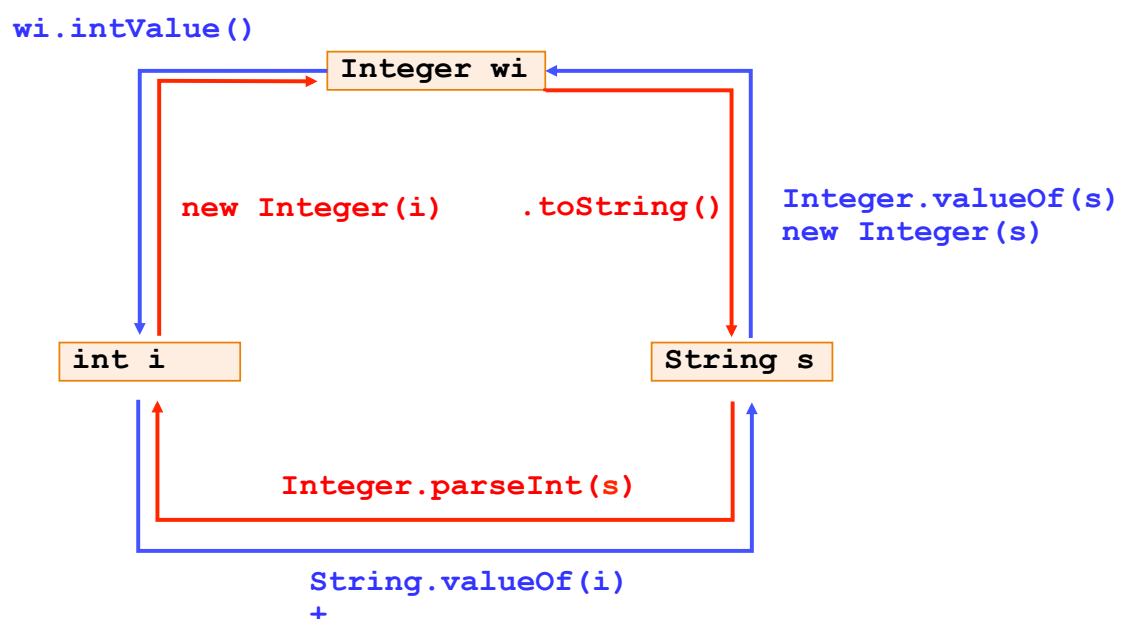 wi.intValue()
Integer wi
new Integer(i)
.toString()
Integer.valueOf(s)
new Integer(s)
int i
String s
Integer.parseInt(s)
String.valueOf(i)
+